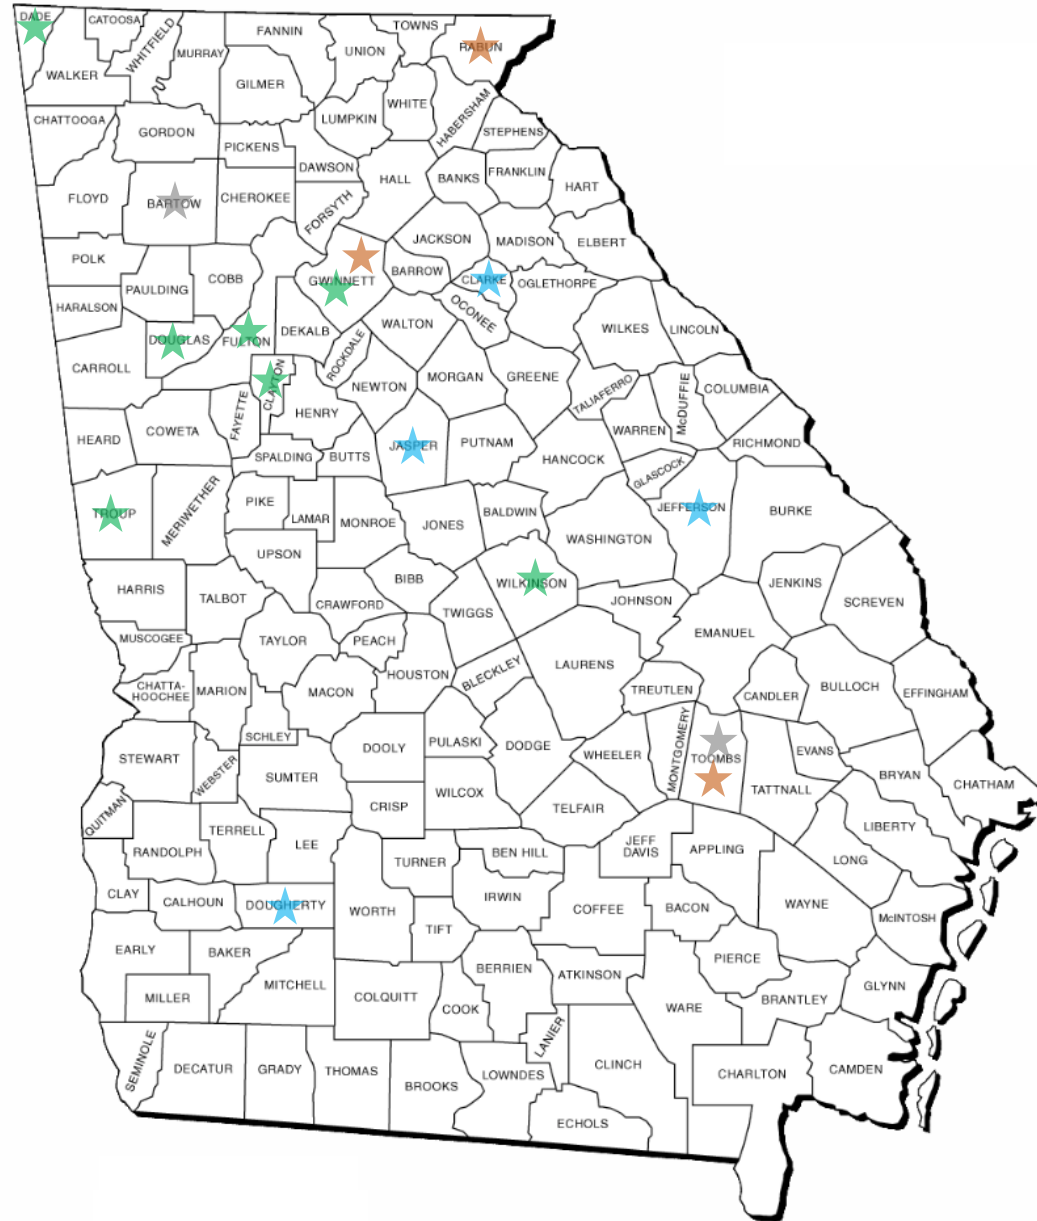 DADE
CATOOSA
WHITFIELD
MURRAY
FANNIN
UNION
TOWNS
RABUN
WALKER
GILMER
WHITE
HABERSHAM
LUMPKIN
STEPHENS
CHATTOOGA
GORDON
PICKENS
DAWSON
HALL
BANKS
FRANKLIN
HART
FLOYD
BARTOW
CHEROKEE
FORSYTH
JACKSON
MADISON
ELBERT
POLK
PAULDING
COBB
GWINNETT
BARROW
CLARKE
OGLETHORPE
OCONEE
HARALSON
DOUGLAS
FULTON
DEKALB
ROCKDALE
WALTON
WILKES
LINCOLN
CARROLL
CLAYTON
FAYETTE
HENRY
NEWTON
MORGAN
GREENE
TALIAFERRO
McDUFFIE
COLUMBIA
HEARD
COWETA
SPALDING
BUTTS
JASPER
PUTNAM
HANCOCK
WARREN
RICHMOND
GLASCOCK
TROUP
MERIWETHER
PIKE
LAMAR
MONROE
JONES
BALDWIN
WASHINGTON
JEFFERSON
BURKE
UPSON
HARRIS
TALBOT
CRAWFORD
BIBB
TWIGGS
WILKINSON
JOHNSON
JENKINS
SCREVEN
EMANUEL
MUSCOGEE
TAYLOR
PEACH
HOUSTON
BLECKLEY
LAURENS
CHATTA-
HOOCHEE
MARION
MACON
TREUTLEN
CANDLER
BULLOCH
EFFINGHAM
SCHLEY
DOOLY
PULASKI
DODGE
WHEELER
MONTGOMERY
TOOMBS
EVANS
TATTNALL
BRYAN
CHATHAM
STEWART
WEBSTER
SUMTER
CRISP
WILCOX
TELFAIR
QUITMAN
RANDOLPH
TERRELL
LEE
TURNER
BEN HILL
JEFF
DAVIS
APPLING
LONG
LIBERTY
CLAY
CALHOUN
DOUGHERTY
WORTH
TIFT
IRWIN
COFFEE
BACON
WAYNE
McINTOSH
EARLY
BAKER
MITCHELL
MILLER
COLQUITT
BERRIEN
COOK
ATKINSON
PIERCE
WARE
BRANTLEY
GLYNN
SEMINOLE
DECATUR
GRADY
THOMAS
BROOKS
LOWNDES
LANIER
CLINCH
ECHOLS
CHARLTON
CAMDEN